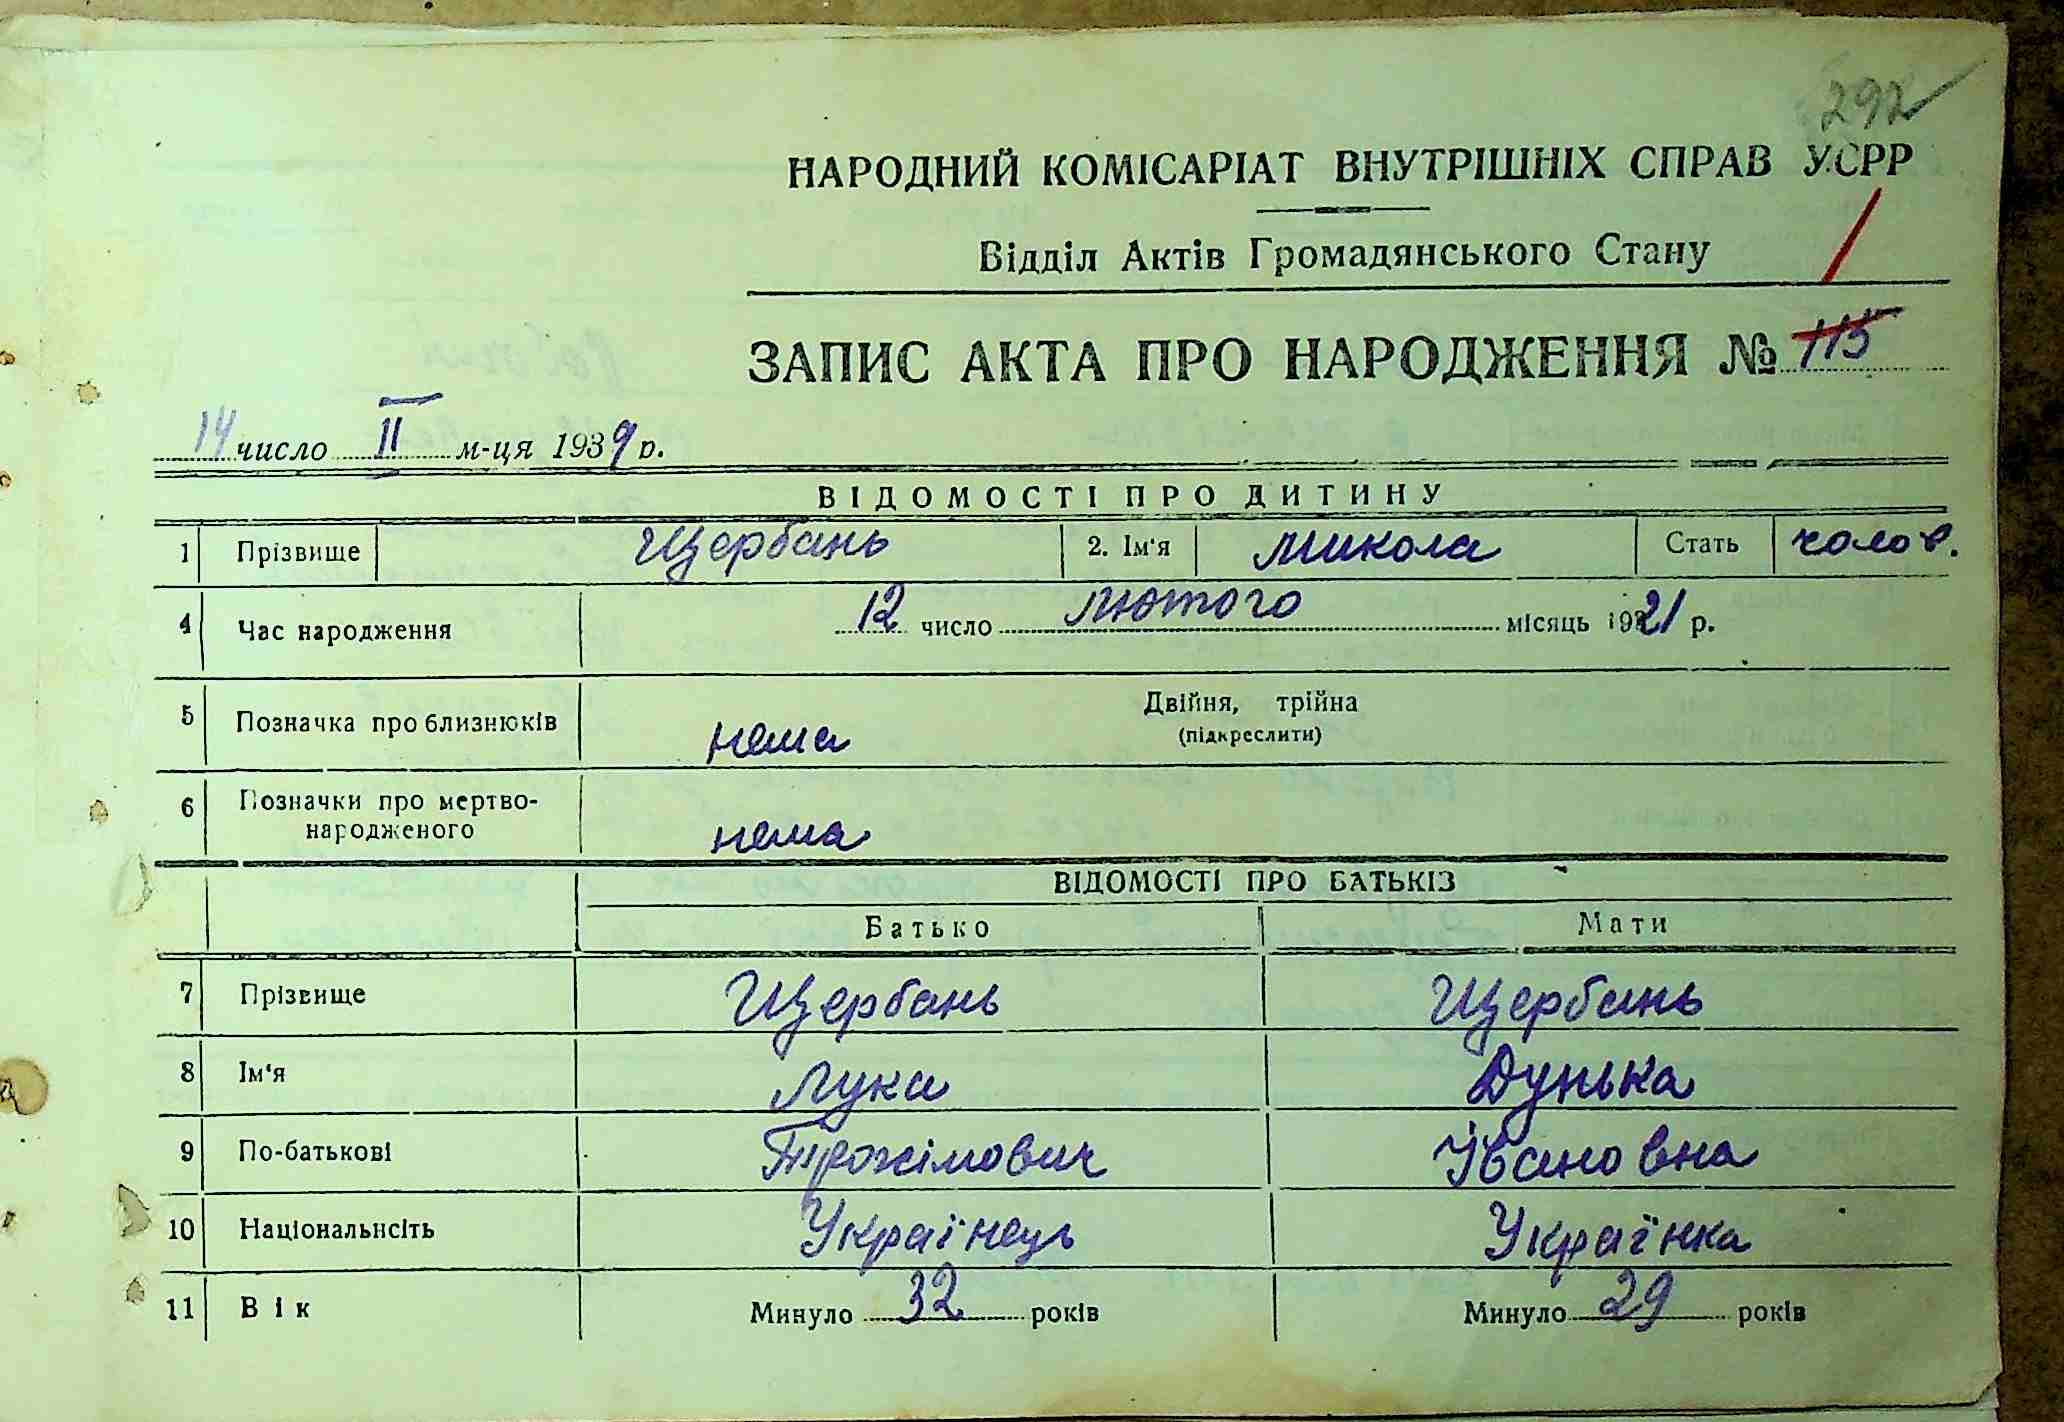 292
НАРОДНИЙ КОМІСАРІАТ ВНУТРІШНІХ СПРАВ УСРР
Відділ Актів Громадянського Стану
1
ЗАПИС АКТА ПРО НАРОДЖЕННЯ № 115
14 число II м-ця 1939 р.
ВІДОМОСТІ ПРО ДИТИНУ
1 Прізвище Щербань 2. Ім'я Микола Стать чолов.
4 Час народження 12 число Лютого місяць 1921 р.
5 Позначка про близнюків нема Двійня, трійна
(підкреслити)
6 Позначки про мертво-
народженого нема
ВІДОМОСТІ ПРО БАТЬКІВ
Батько Мати
7 Прізвище Щербань Щербань
8 Ім'я Лука Дунька
9 По-батькові Трохімович Івановна
10 Національність Українець Українка
11 Вік Минуло 32 років Минуло 29 років